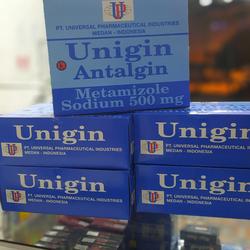 UPI
PT. UNIVERSAL PHARMACEUTICAL INDUSTRIES
MEDAN - INDONESIA
Unigin
Antalgin
Metamizole
Sodium 500 mg
Unigin
PT. UNIVERSAL PHARMACEUTICAL INDUSTRIES
MEDAN - INDONESIA
Unigin
PT. UNIVERSAL PHARMACEUTICAL INDUSTRIES
MEDAN - INDONESIA
Unigin
PT. UNIVERSAL PHARMACEUTICAL INDUSTRIES
MEDAN - INDONESIA
Unigin
PT. UNIVERSAL PHARMACEUTICAL INDUSTRIES
MEDAN - INDONESIA